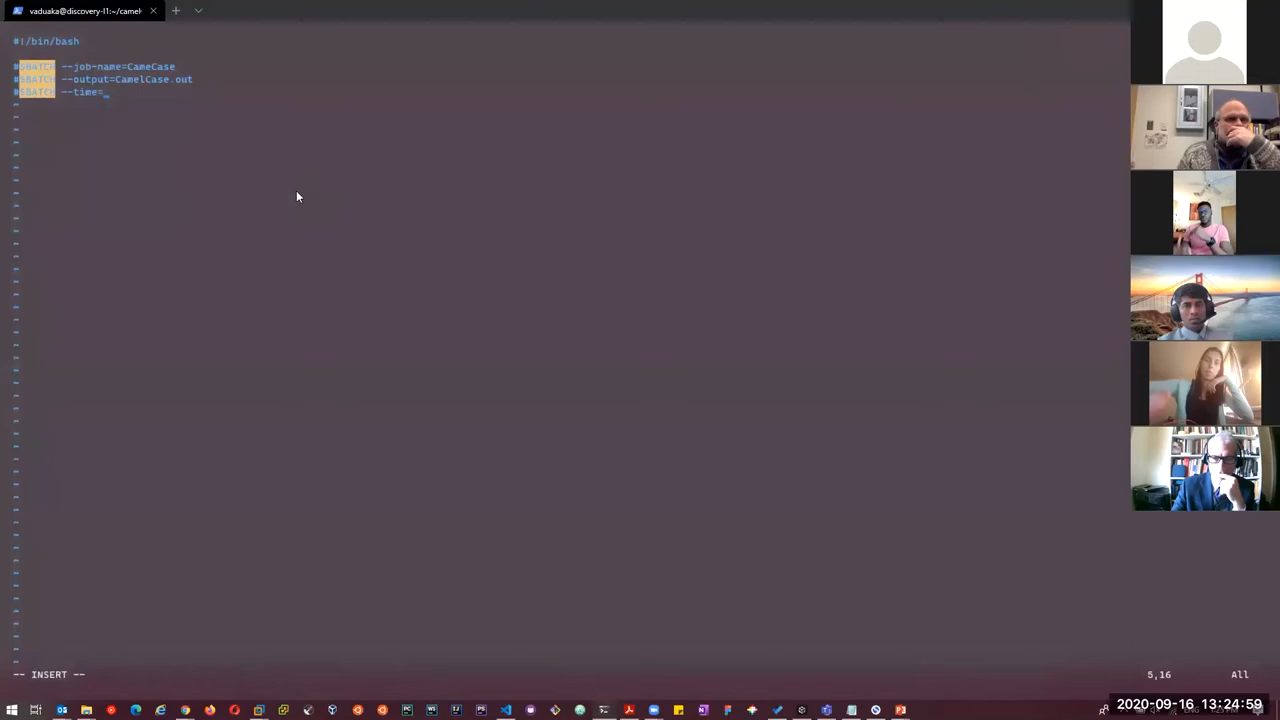 vaduaka@discovery-l1:~/camel
#!/bin/bash
#SBATCH --job-name=CameCase
#SBATCH --output=CamelCase.out
#SBATCH --time=_
-- INSERT --
5,16
All
2020-09-16 13:24:59